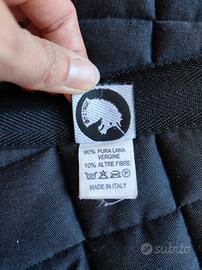 90% PURA LANA
VERGINE
10% ALTRE FIBRE
MADE IN ITALY
subito